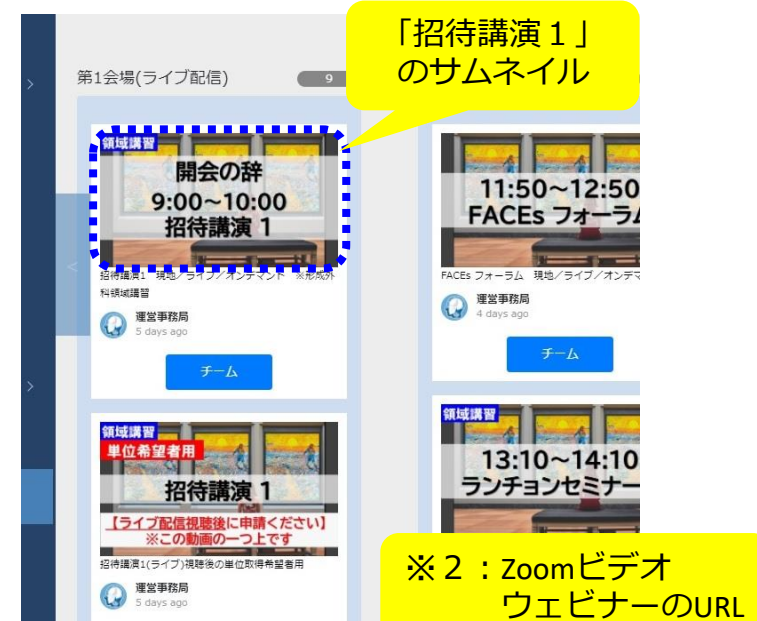 「招待講演１」
のサムネイル
第1会場(ライブ配信)
9
領域講習
開会の辞
9:00～10:00
招待講演 1
招待講演1 現地／ライブ／オンデマンド ※形成外
科領域講習
運営事務局
5 days ago
チーム
領域講習
単位希望者用
招待講演 1
【ライブ配信視聴後に申請ください】
※この動画の一つ上です
招待講演1(ライブ)視聴後の単位取得希望者用
運営事務局
5 days ago
11:50～12:50
FACEs フォーラム
FACEs フォーラム 現地／ライブ／オンデマ
運営事務局
4 days ago
チーム
領域講習
13:10～14:10
ランチョンセミナー
※２：Zoomビデオ
ウェビナーのURL